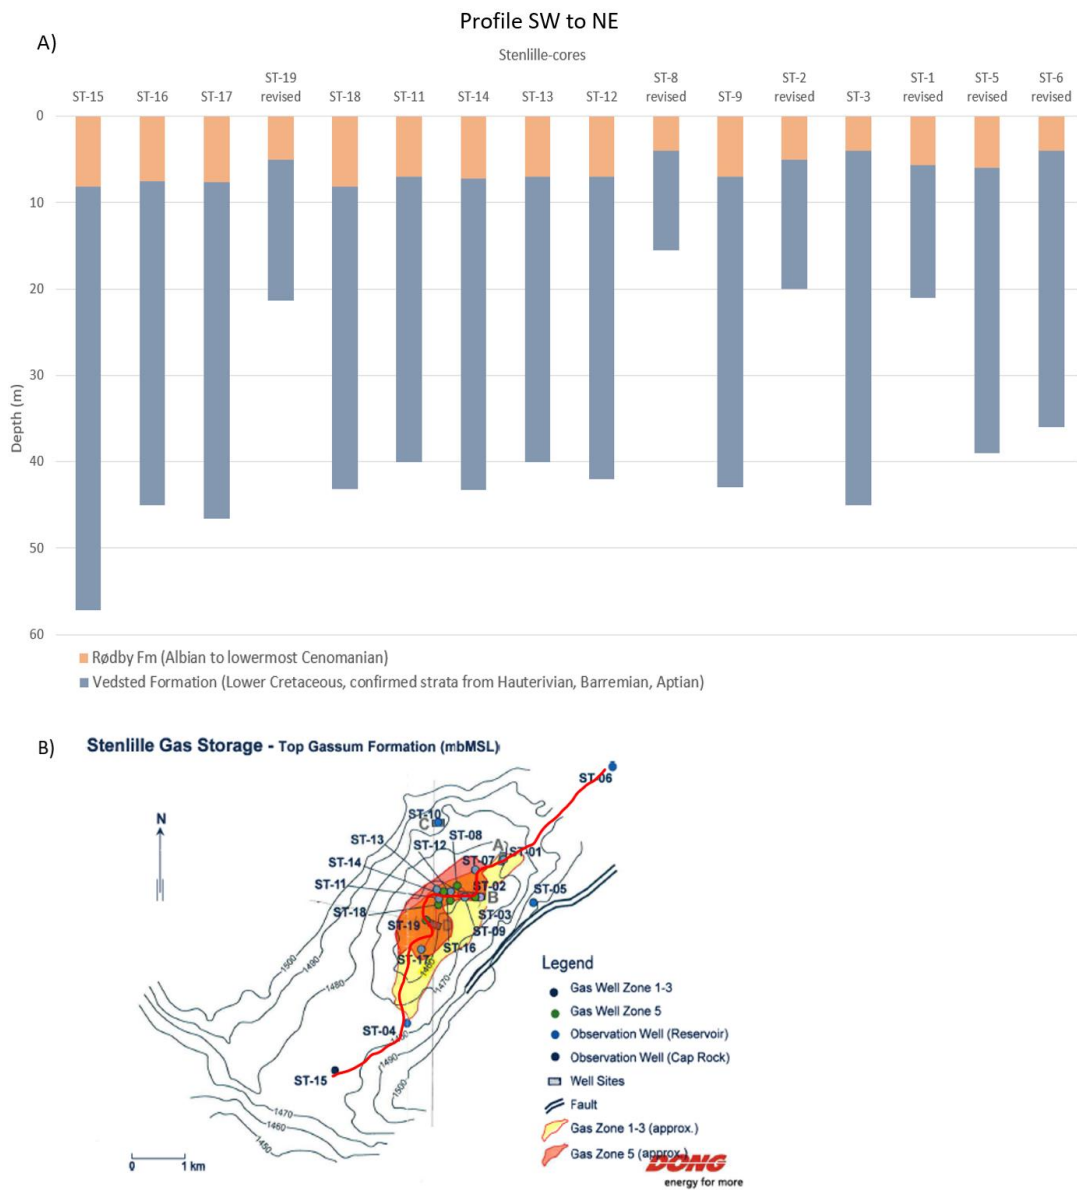 Profile SW to NE
A)
Stenlille-cores
ST-15 ST-16 ST-17 ST-19 revised ST-18 ST-11 ST-14 ST-13 ST-12 ST-8 revised ST-9 ST-2 revised ST-3 ST-1 revised ST-5 revised ST-6 revised
0
10
20
30
40
50
60
Depth (m)
Rødby Fm (Albian to lowermost Cenomanian)
Vedsted Formation (Lower Cretaceous, confirmed strata from Hauterivian, Barremian, Aptian)
B)
Stenlille Gas Storage - Top Gassum Formation (mbMSL)
ST-06
N
ST-10
C
ST-13
ST-08
ST-12
A
ST-01
ST-14
ST-07
ST-11
ST-02
B
ST-05
ST-18
ST-03
ST-19
ST-09
ST-16
ST-17
1460
1500
1490
1470
1480
ST-04
1490
ST-15
1500
1470
1460
1450
0 1 km
Legend
Gas Well Zone 1-3
Gas Well Zone 5
Observation Well (Reservoir)
Observation Well (Cap Rock)
Well Sites
Fault
Gas Zone 1-3 (approx.)
Gas Zone 5 (approx.)
DONG
energy for more